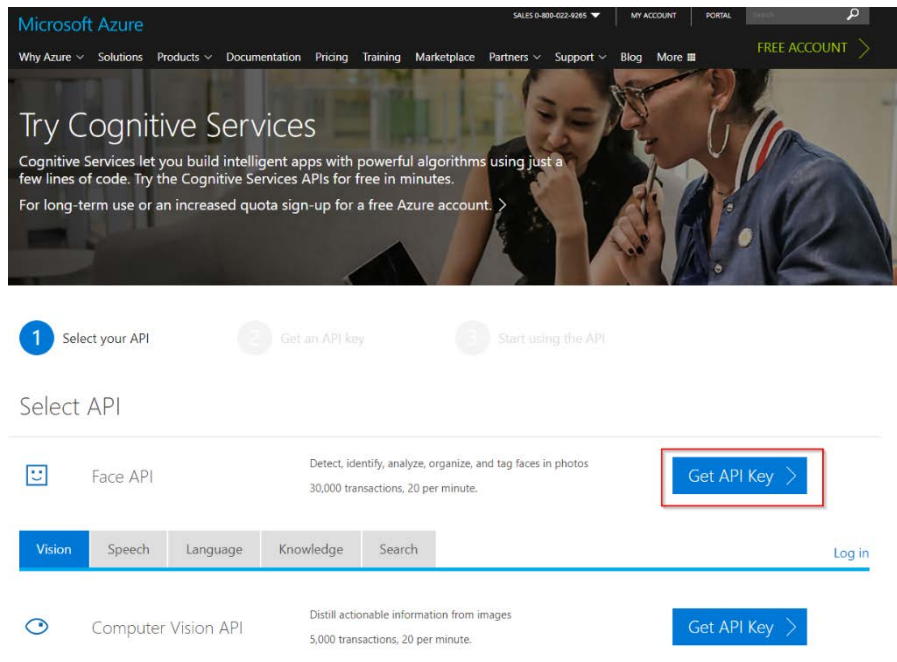 SALES 0-800-022-9265 MY ACCOUNT PORTAL Search
Microsoft Azure
FREE ACCOUNT
Why Azure Solutions Products Documentation Pricing Training Marketplace Partners Support Blog More
Try Cognitive Services
Cognitive Services let you build intelligent apps with powerful algorithms using just a
few lines of code. Try the Cognitive Services APIs for free in minutes.
For long-term use or an increased quota sign-up for a free Azure account.
1 Select your API 2 Get an API key 3 Start using the API
Select API
Face API
Detect, identify, analyze, organize, and tag faces in photos
30,000 transactions, 20 per minute.
Get API Key
Vision Speech Language Knowledge Search
Log in
Computer Vision API
Distill actionable information from images
5,000 transactions, 20 per minute.
Get API Key